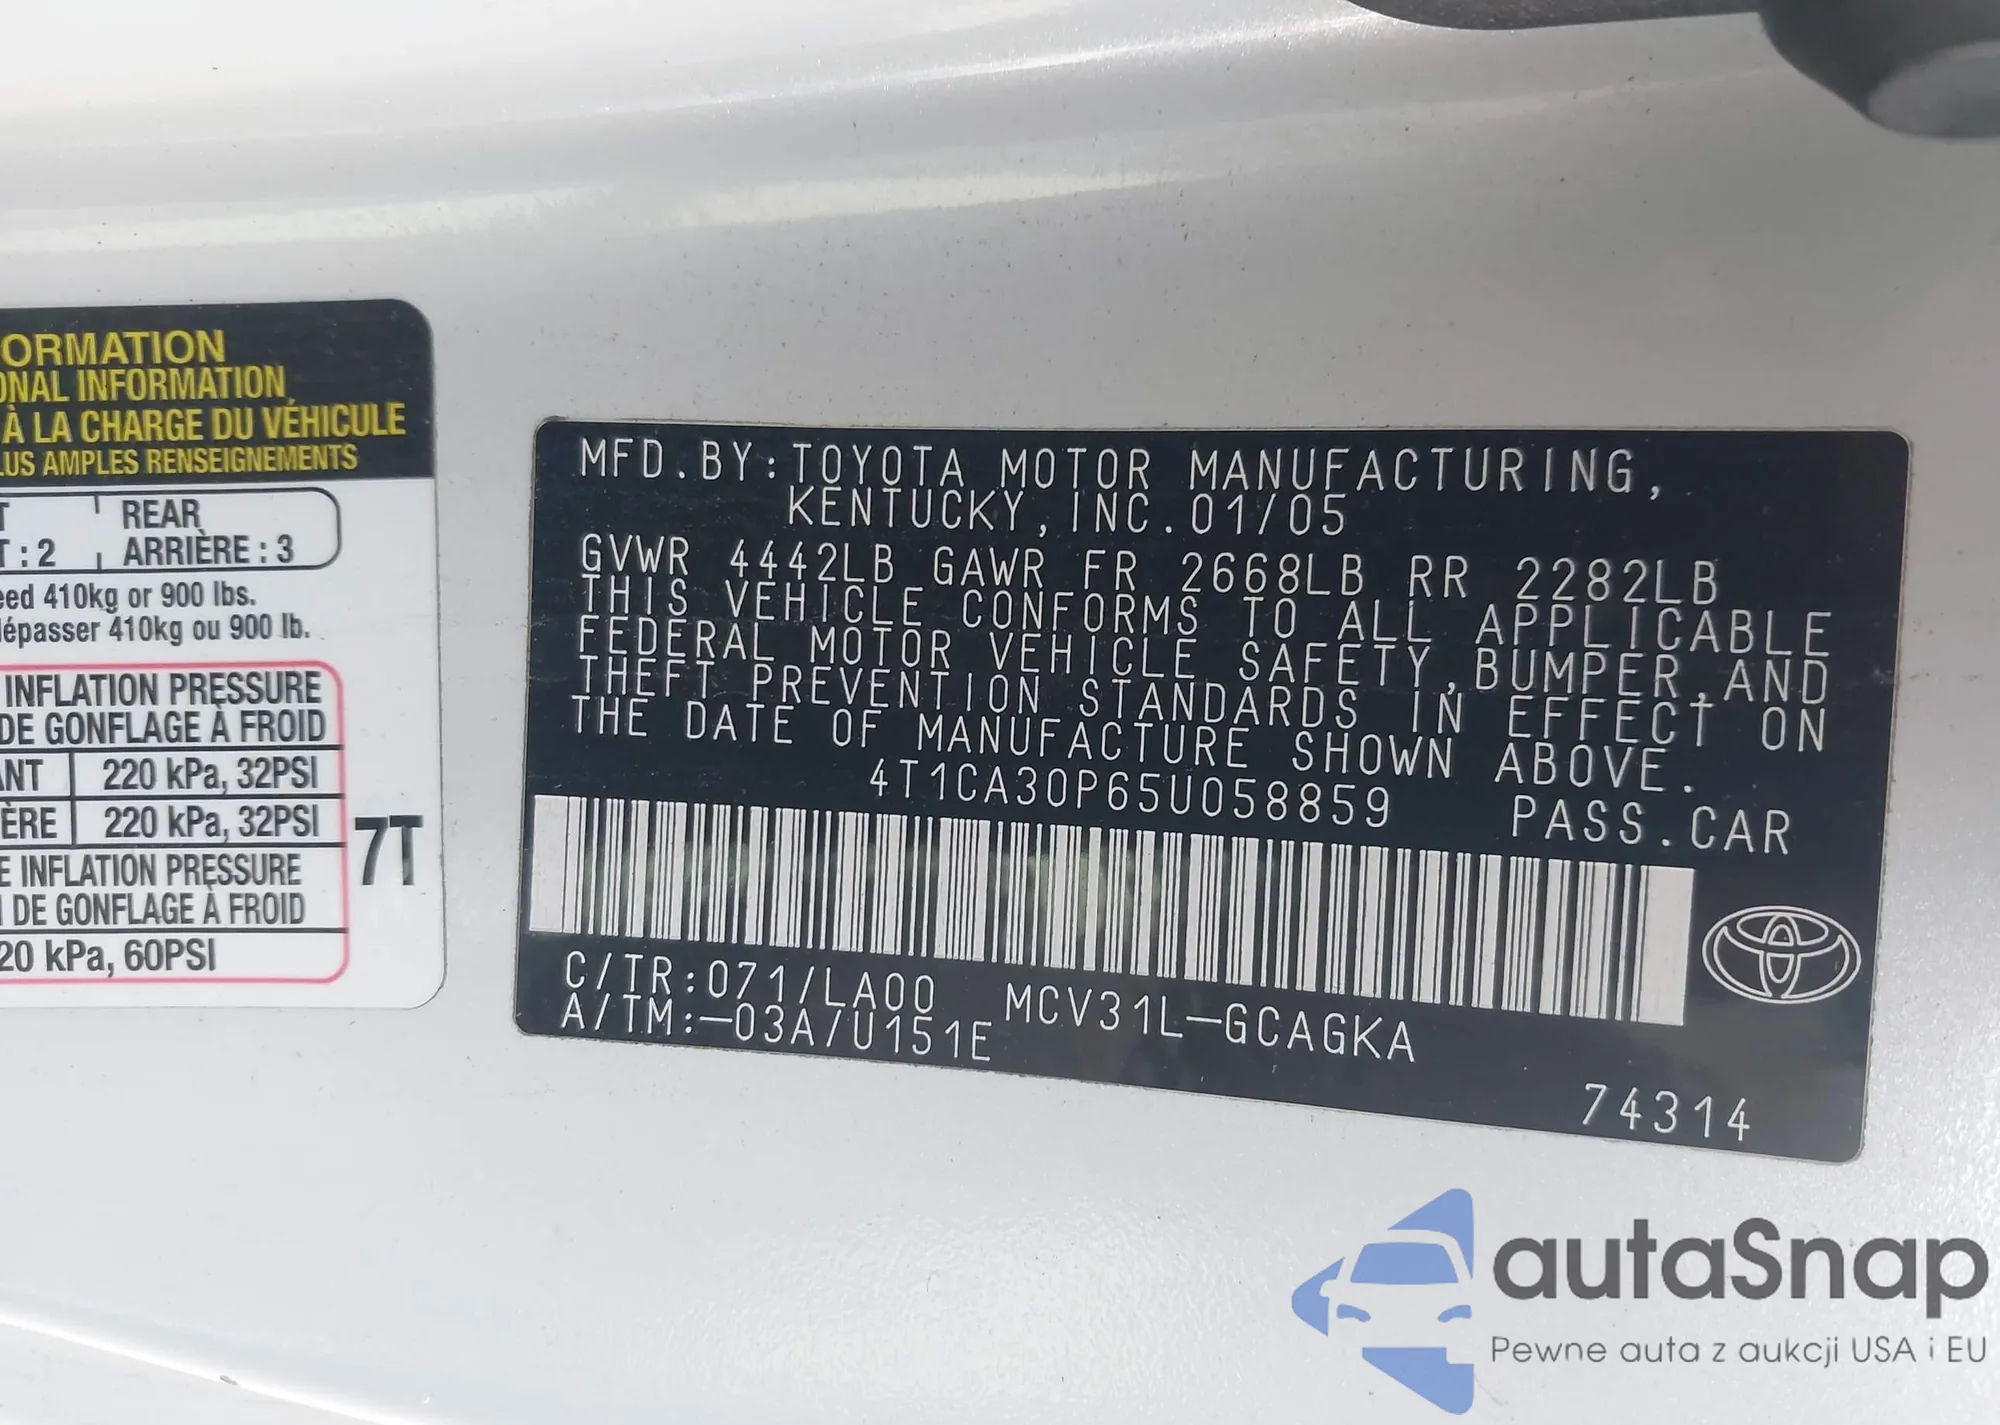 ORMATION
ONAL INFORMATION
À LA CHARGE DU VÉHICULE
LUS AMPLES RENSEIGNEMENTS
T REAR
T : 2 ARRIÈRE : 3
eed 410kg or 900 lbs.
dépasser 410kg ou 900 lb.
INFLATION PRESSURE
DE GONFLAGE À FROID
ANT 220 kPa, 32PSI
ÈRE 220 kPa, 32PSI
E INFLATION PRESSURE
DE GONFLAGE À FROID
20 kPa, 60PSI
7T
MFD.BY:TOYOTA MOTOR MANUFACTURING,
KENTUCKY,INC.01/05
GVWR 4442LB GAWR FR 2668LB RR 2282LB
THIS VEHICLE CONFORMS TO ALL APPLICABLE
FEDERAL MOTOR VEHICLE SAFETY,BUMPER,AND
THEFT PREVENTION STANDARDS IN EFFECT ON
THE DATE OF MANUFACTURE SHOWN ABOVE.
4T1CA30P65U058859 PASS.CAR
C/TR:071/LA00 MCV31L-GCAGKA
A/TM:-03A/U151E
74314
autaSnap
Pewne auta z aukcji USA i EU